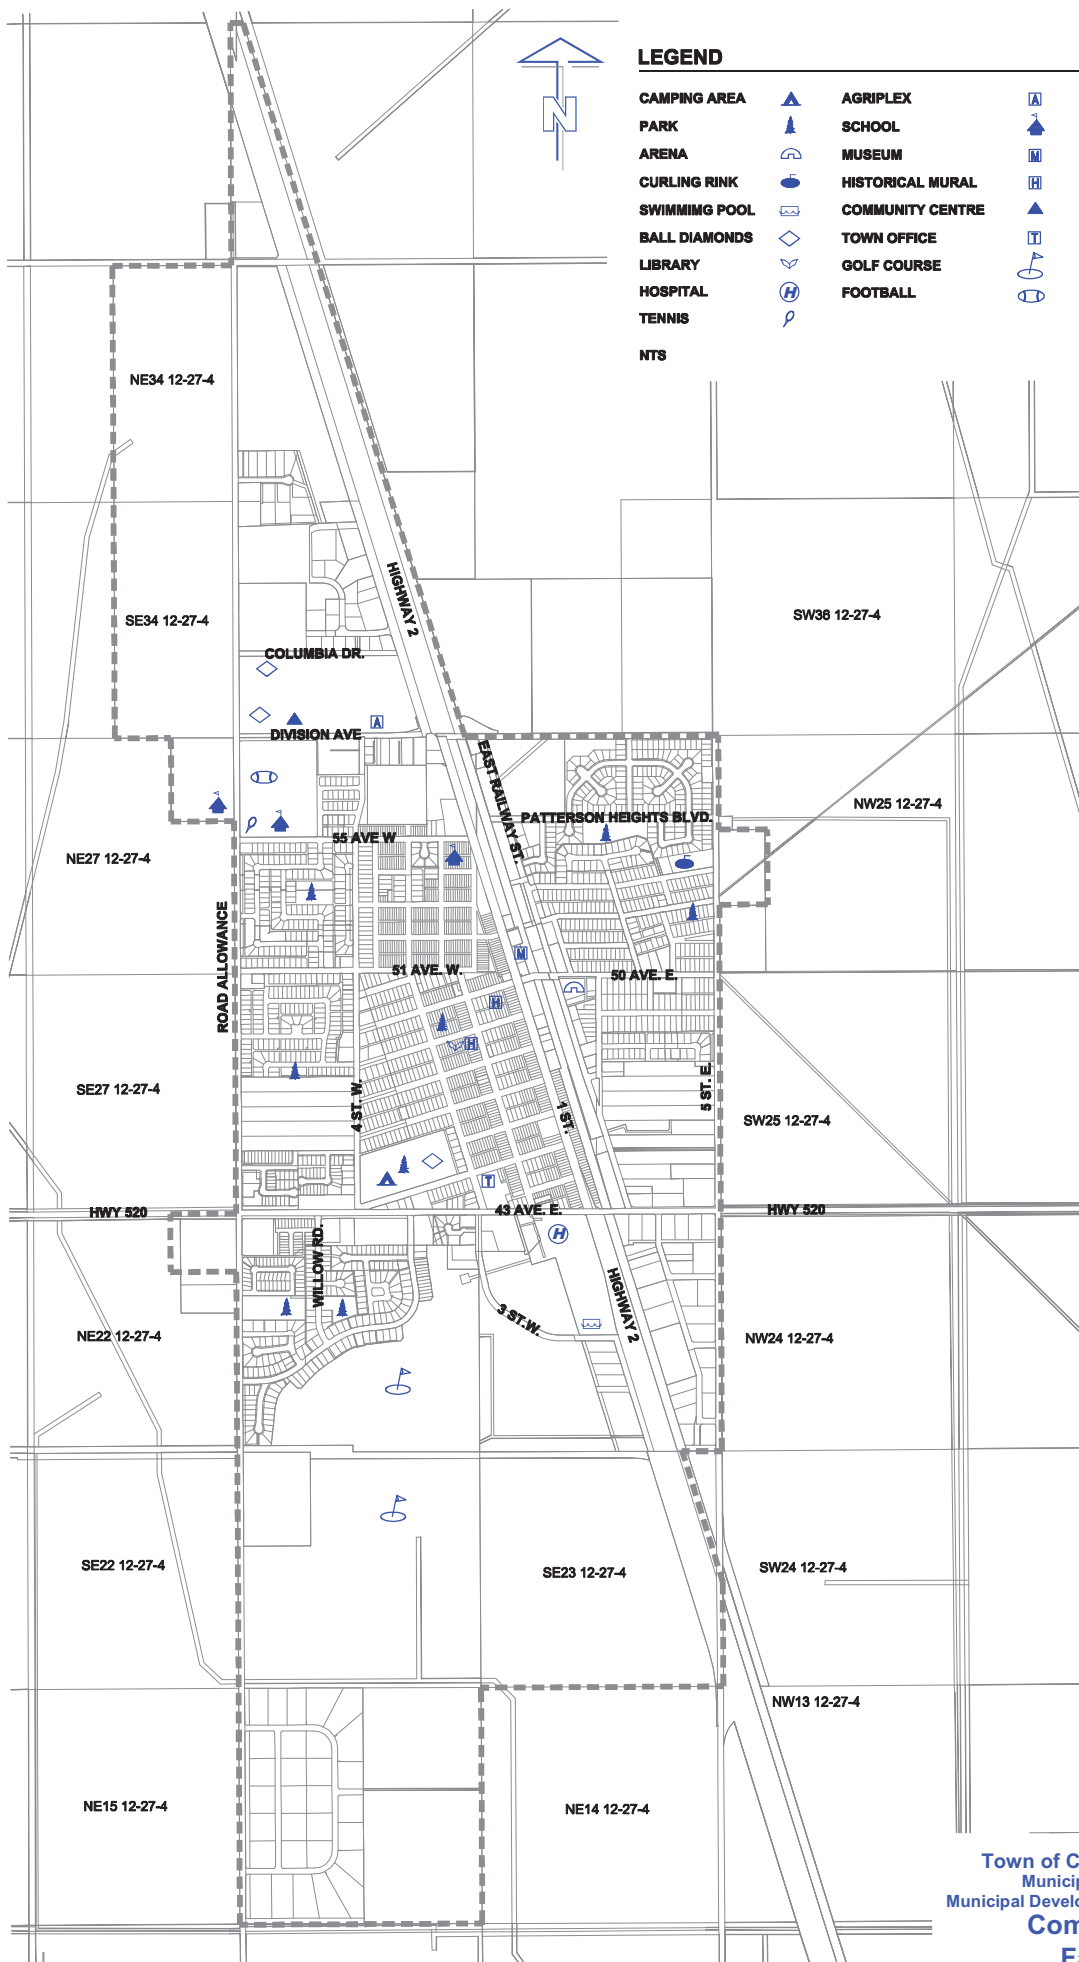 N
LEGEND
CAMPING AREA
AGRIPLEX A
PARK
SCHOOL
ARENA
MUSEUM M
CURLING RINK
HISTORICAL MURAL H
SWIMMIMG POOL
COMMUNITY CENTRE
BALL DIAMONDS
TOWN OFFICE T
LIBRARY
GOLF COURSE
HOSPITAL H
FOOTBALL
TENNIS
NTS
NE34 12-27-4
HIGHWAY 2
SE34 12-27-4
SW36 12-27-4
COLUMBIA DR.
A
DIVISION AVE
EAST RAILWAY ST.
NW25 12-27-4
PATTERSON HEIGHTS BLVD.
55 AVE W
NE27 12-27-4
ROAD ALLOWANCE
M
51 AVE. W.
50 AVE. E.
H
H
SE27 12-27-4
4 ST. W.
1 ST.
5 ST. E.
SW25 12-27-4
T
HWY 520
43 AVE. E.
HWY 520
H
WILLOW RD.
HIGHWAY 2
3 ST.W.
NE22 12-27-4
NW24 12-27-4
SE22 12-27-4
SE23 12-27-4
SW24 12-27-4
NW13 12-27-4
NE15 12-27-4
NE14 12-27-4
Town of C
Municip
Municipal Develo
Com